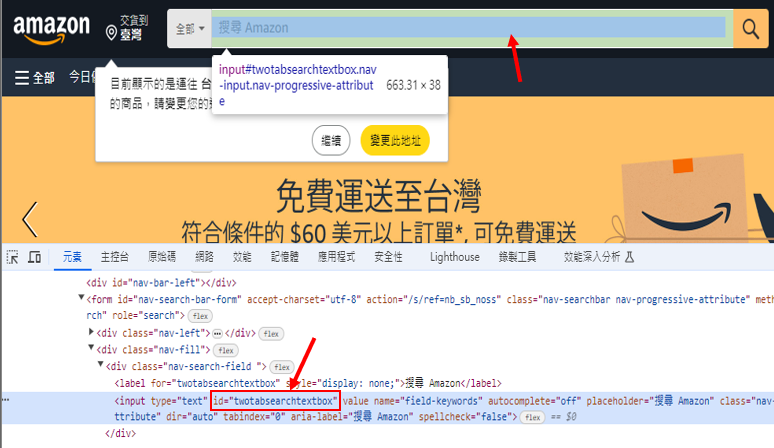 amazon
交貨到
臺灣
全部
搜尋 Amazon
全部
今日
input#twotabsearchtextbox.nav
-input.nav-progressive-attribut
e
663.31 × 38
目前顯示的是運往 台
的商品，請變更您的
繼續
變更此地址
免費運送至台灣
符合條件的 $60 美元以上訂單*, 可免費運送
元素 主控台 原始碼 網路 效能 記憶體 應用程式 安全性 Lighthouse 錄製工具 效能深入分析
<div id="nav-bar-left"></div>
▼<form id="nav-search-bar-form" accept-charset="utf-8" action="/s/ref=nb_sb_noss" class="nav-searchbar nav-progressive-attribute" meth
rch" role="search"> flex
▶<div class="nav-left"> ⋯ </div> flex
▼<div class="nav-fill"> flex
▼<div class="nav-search-field "> flex
<label for="twotabsearchtextbox" style="display: none;">搜尋 Amazon</label>
⋯ <input type="text" id="twotabsearchtextbox" value name="field-keywords" autocomplete="off" placeholder="搜尋 Amazon" class="nav-
ttribute" dir="auto" tabindex="0" aria-label="搜尋 Amazon" spellcheck="false"> flex == $0
</div>